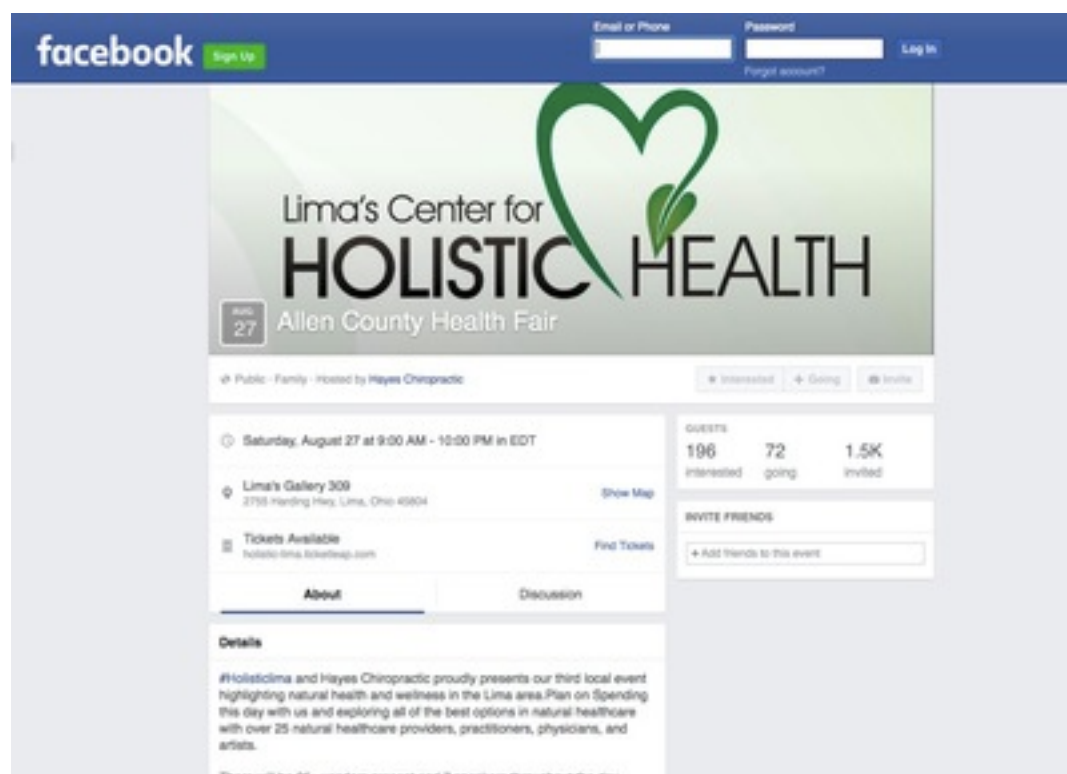 facebook
Sign Up
Email or Phone
Password
Log In
Forgot account?
Lima's Center for
HOLISTIC HEALTH
AUG
27
Allen County Health Fair
Public · Family · Hosted by Hayes Chiropractic
Interested
+ Going
Invite
Saturday, August 27 at 9:00 AM - 10:00 PM in EDT
Lima's Gallery 309
2755 Harding Hwy, Lima, Ohio 45804
Show Map
Tickets Available
holistic-lima.ticketleap.com
Find Tickets
About
Discussion
GUESTS
196
72
1.5K
interested
going
invited
INVITE FRIENDS
+ Add friends to this event
Details
#Holisticlima and Hayes Chiropractic proudly presents our third local event
highlighting natural health and wellness in the Lima area.Plan on Spending
this day with us and exploring all of the best options in natural healthcare
with over 25 natural healthcare providers, practitioners, physicians, and
artists.